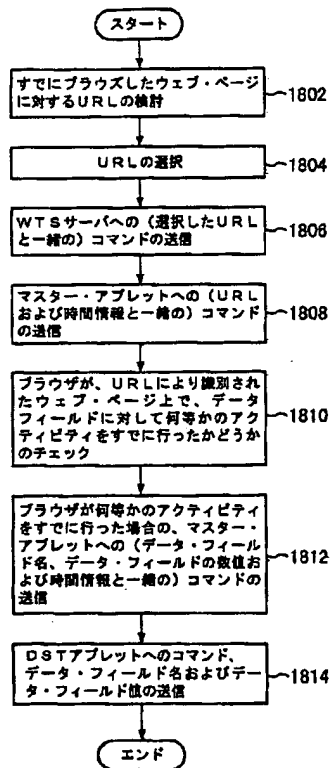 スタート
すでにブラウズしたウェブ・ページ
に対するURLの検討
1802
URLの選択
1804
WTSサーバへの(選択したURL
と一緒の)コマンドの送信
1806
マスター・アプレットへの(URL
および時間情報と一緒の)コマンド
の送信
1808
ブラウザが、URLにより識別され
たウェブ・ページ上で、データ
フィールドに対して何等かのアク
ティビティをすでに行ったかどうか
のチェック
1810
ブラウザが何等かのアクティビティ
をすでに行った場合の、マスター・
アプレットへの(データ・フィール
ド名、データ・フィールドの数値お
よび時間情報と一緒の)コマンドの
送信
1812
DSTアプレットへのコマンド、
データ・フィールド名およびデー
タ・フィールド値の送信
1814
エンド